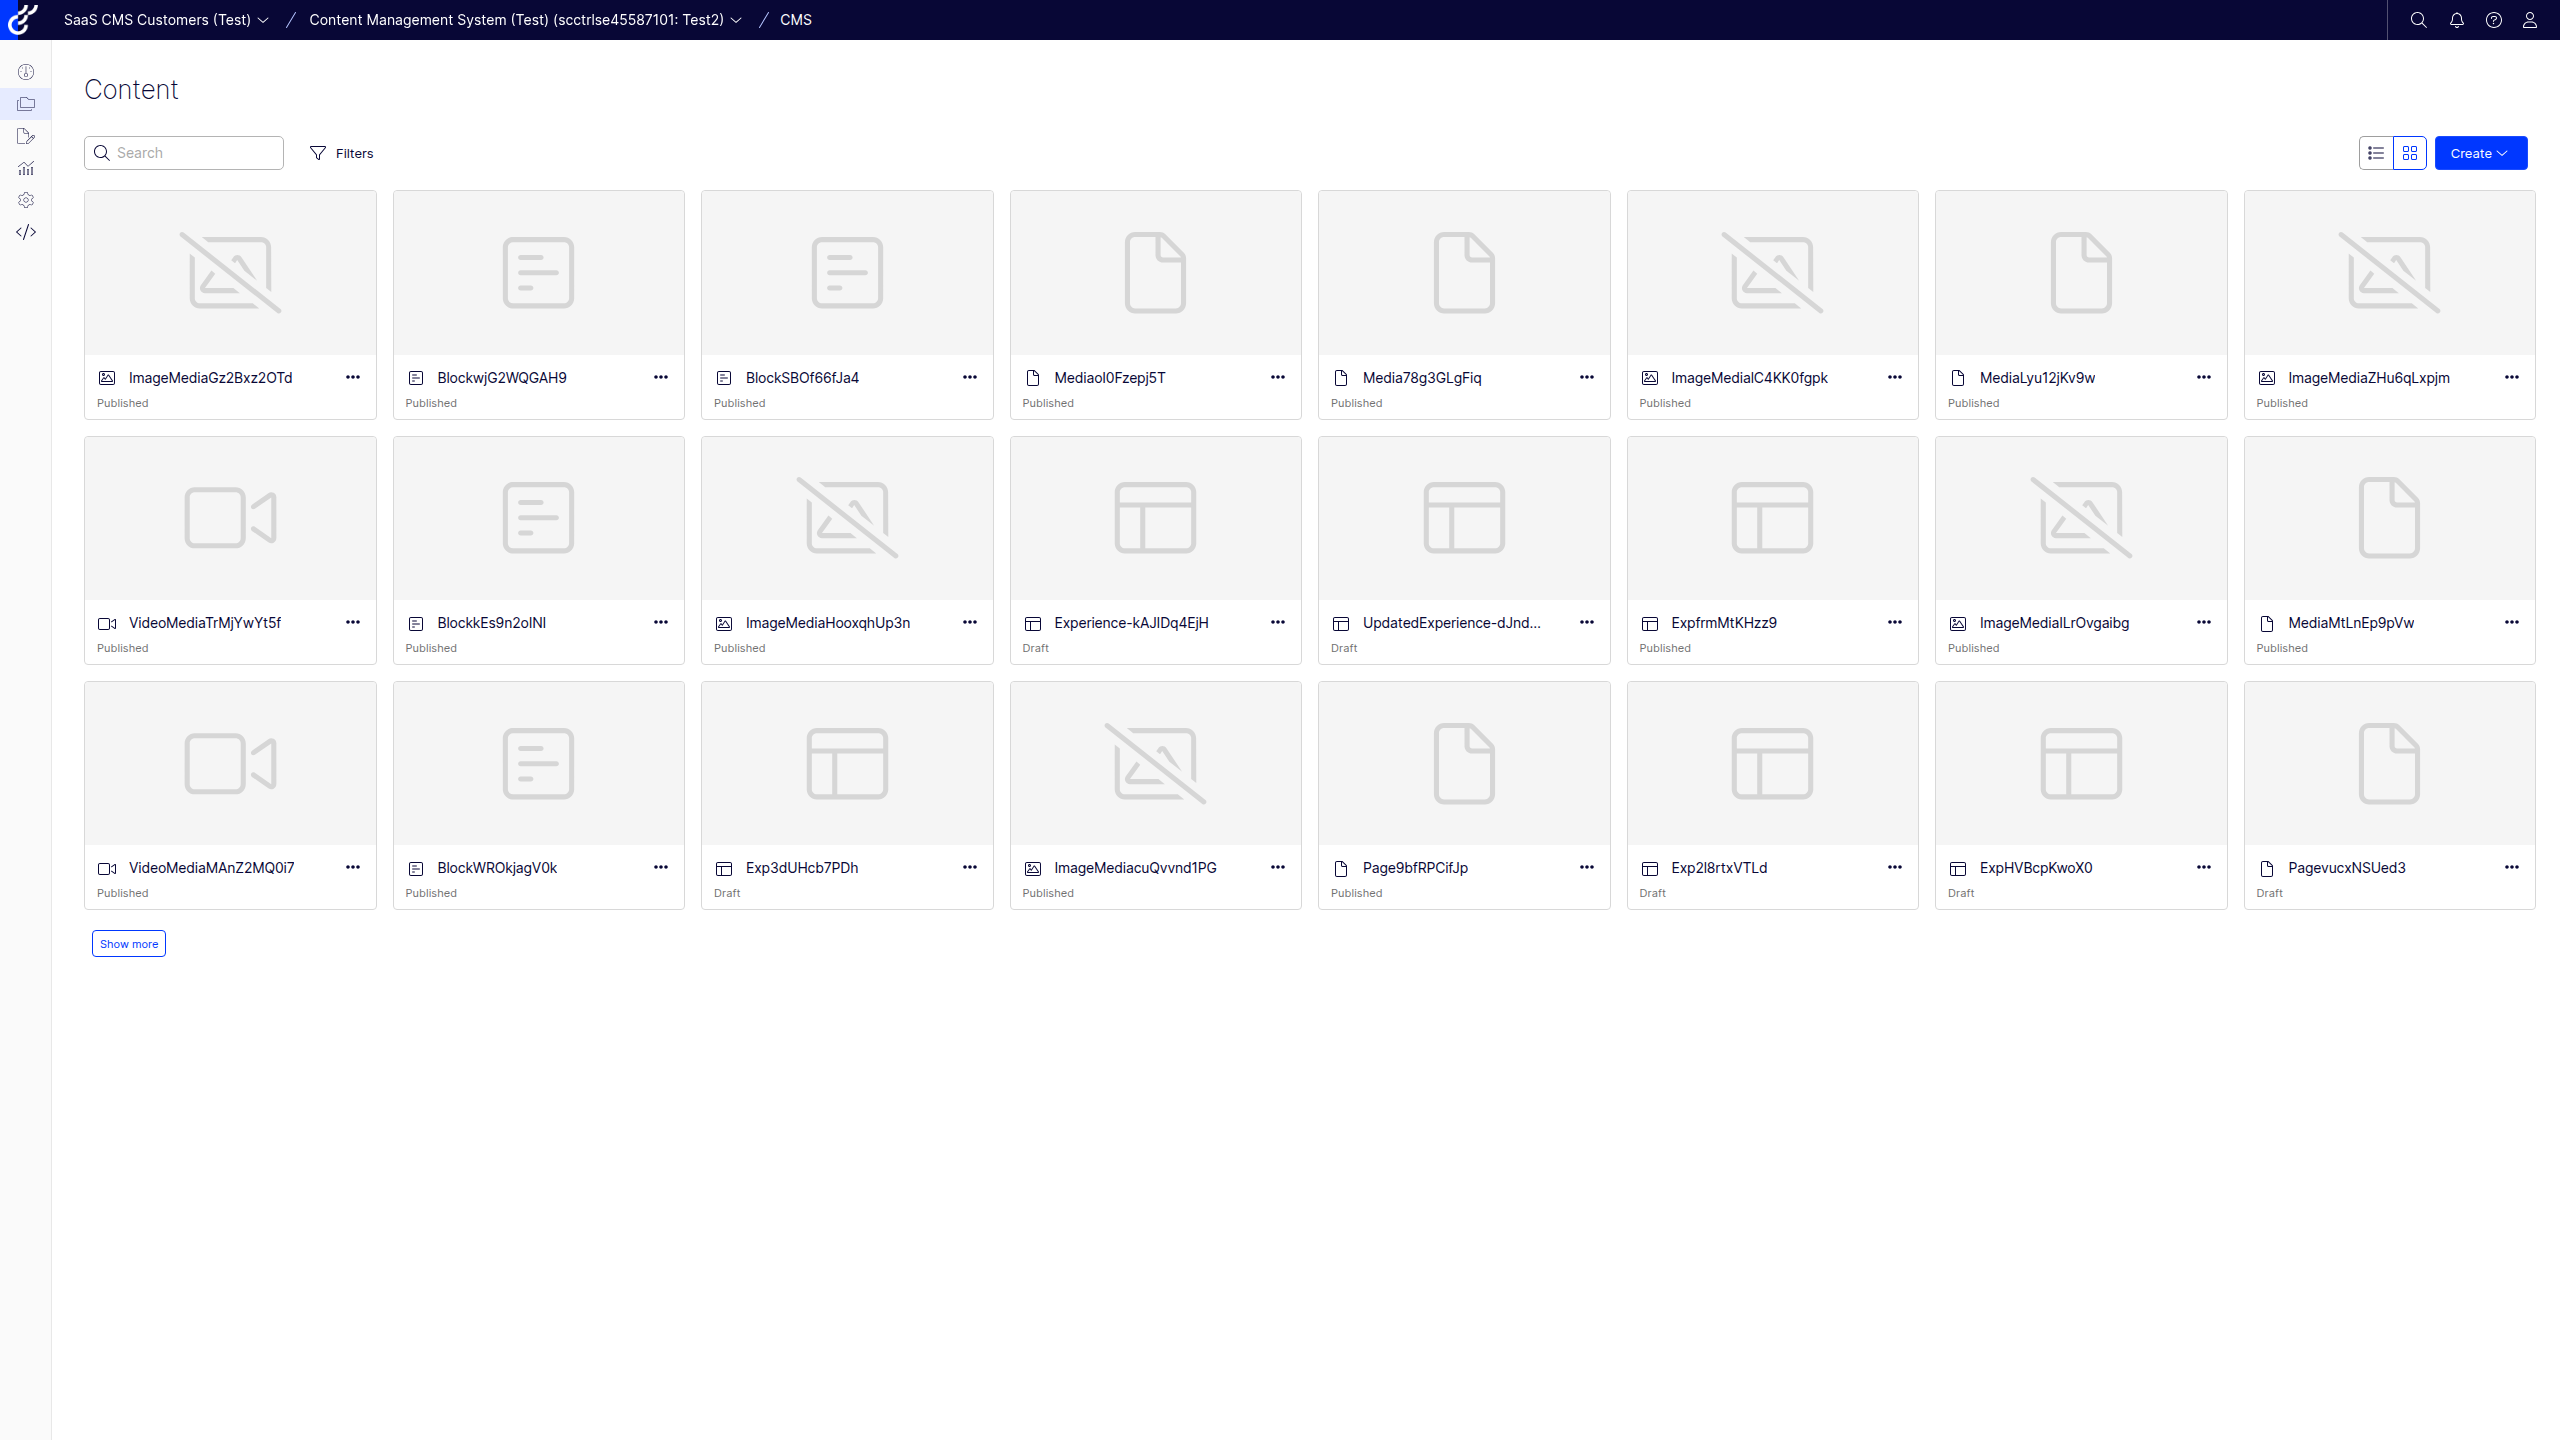 SaaS CMS Customers (Test) / Content Management System (Test) (scctrlse45587101: Test2) / CMS
Content
Search Filters Create
ImageMediaGz2Bxz2OTd BlockwjG2WQGAH9 BlockSBOf66fJa4 Mediaol0Fzepj5T Media78g3GLgFiq ImageMediaIC4KK0fgpk MediaLyu12jKv9w ImageMediaZHu6qLxpjm
Published Published Published Published Published Published Published Published
VideoMediaTrMjYwYt5f BlockkEs9n2oINI ImageMediaHooxqhUp3n Experience-kAJlDq4EjH UpdatedExperience-dJnd... ExpfrmMtKHzz9 ImageMediaILrOvgaibg MediaMtLnEp9pVw
Published Published Published Draft Draft Published Published Published
VideoMediaMAnZ2MQ0i7 BlockWROkjagV0k Exp3dUHcb7PDh ImageMediacuQvvnd1PG Page9bfRPCifJp Exp2I8rtxVTLd ExpHVBcpKwoX0 PagevucxNSUed3
Published Published Draft Published Published Draft Draft Draft
Show more